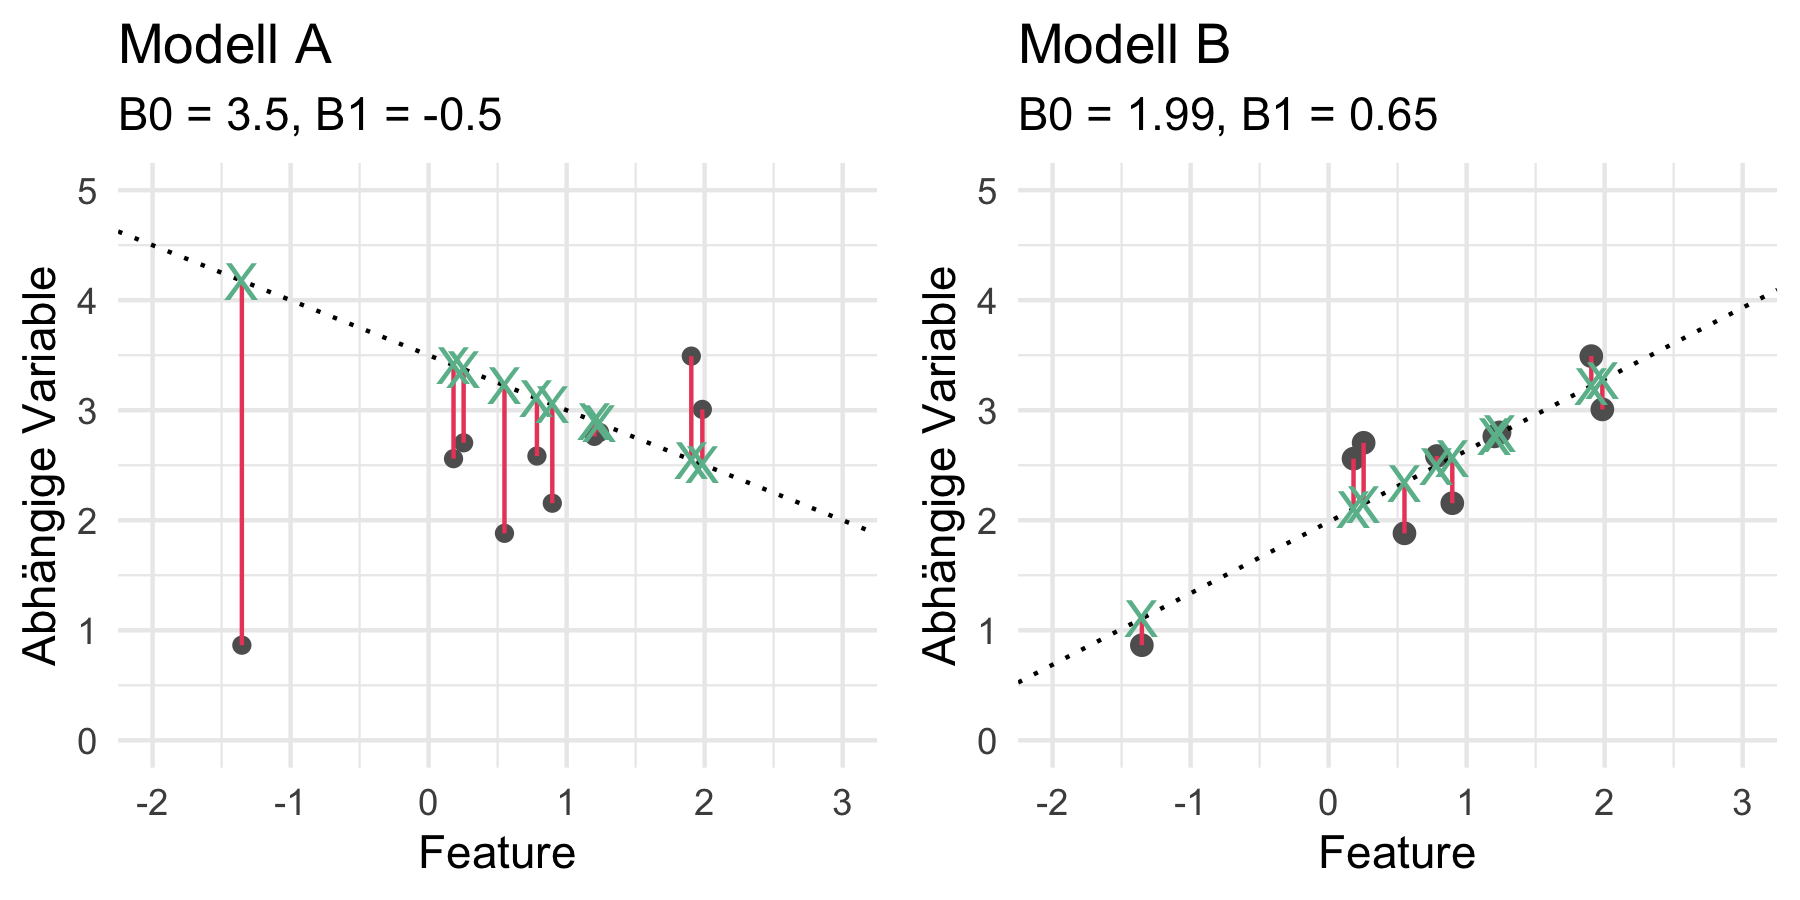 Modell A
B0 = 3.5, B1 = -0.5
Abhängige Variable
5
4
3
2
1
0
-2 -1 0 1 2 3
Feature
Modell B
B0 = 1.99, B1 = 0.65
Abhängige Variable
5
4
3
2
1
0
-2 -1 0 1 2 3
Feature